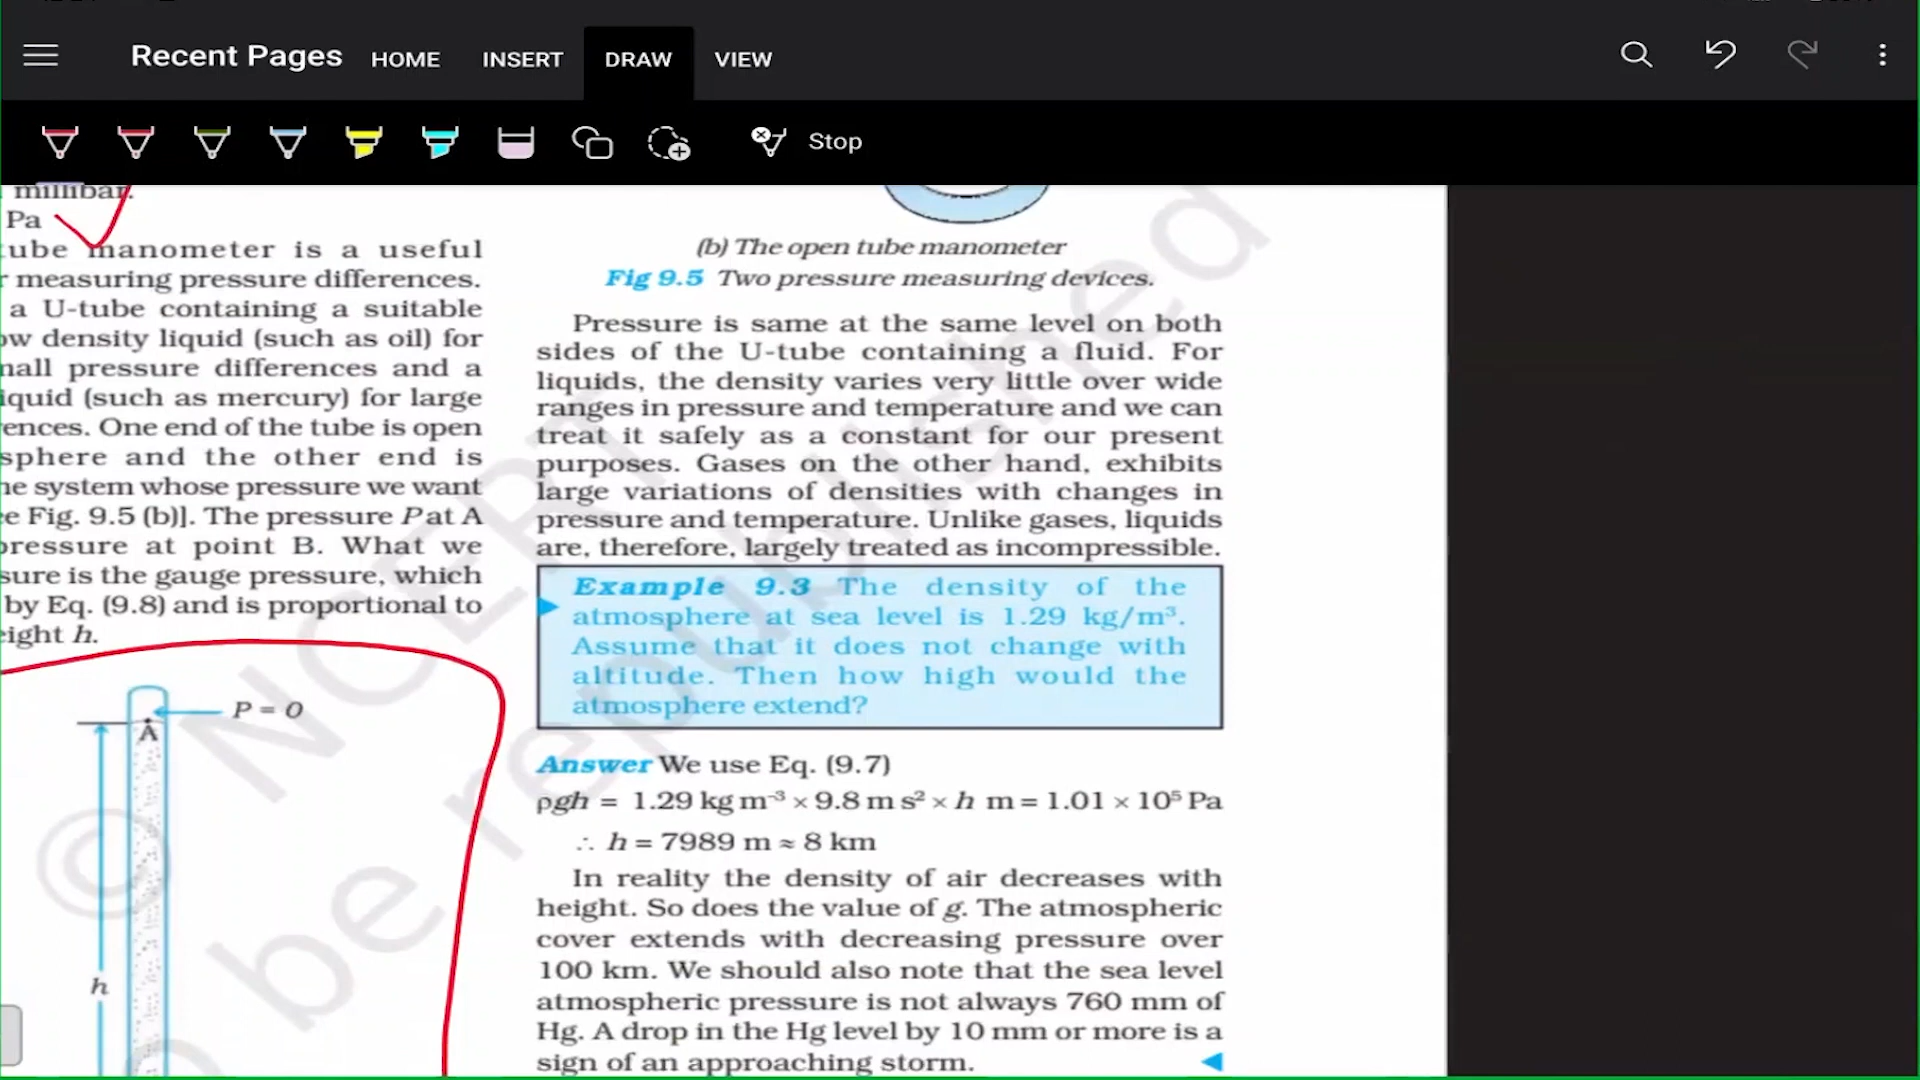 Recent Pages HOME INSERT DRAW VIEW
Stop
millibar.
Pa
tube manometer is a useful
measuring pressure differences.
a U-tube containing a suitable
density liquid (such as oil) for
pressure differences and a
(such as mercury) for large
One end of the tube is open
and the other end is
system whose pressure we want
Fig. 9.5 (b)]. The pressure P at A
pressure at point B. What we
is the gauge pressure, which
by Eq. (9.8) and is proportional to
h.
P = 0
A
h
(b) The open tube manometer
Fig 9.5 Two pressure measuring devices.
Pressure is same at the same level on both
sides of the U-tube containing a fluid. For
liquids, the density varies very little over wide
ranges in pressure and temperature and we can
treat it safely as a constant for our present
purposes. Gases on the other hand, exhibits
large variations of densities with changes in
pressure and temperature. Unlike gases, liquids
are, therefore, largely treated as incompressible.
Example 9.3 The density of the
atmosphere at sea level is 1.29 kg/m³.
Assume that it does not change with
altitude. Then how high would the
atmosphere extend?
Answer We use Eq. (9.7)
ρgh = 1.29 kg m⁻³ × 9.8 m s² × h m = 1.01 × 10⁵ Pa
∴ h = 7989 m ≈ 8 km
In reality the density of air decreases with
height. So does the value of g. The atmospheric
cover extends with decreasing pressure over
100 km. We should also note that the sea level
atmospheric pressure is not always 760 mm of
Hg. A drop in the Hg level by 10 mm or more is a
sign of an approaching storm.
© NCERT
be republished